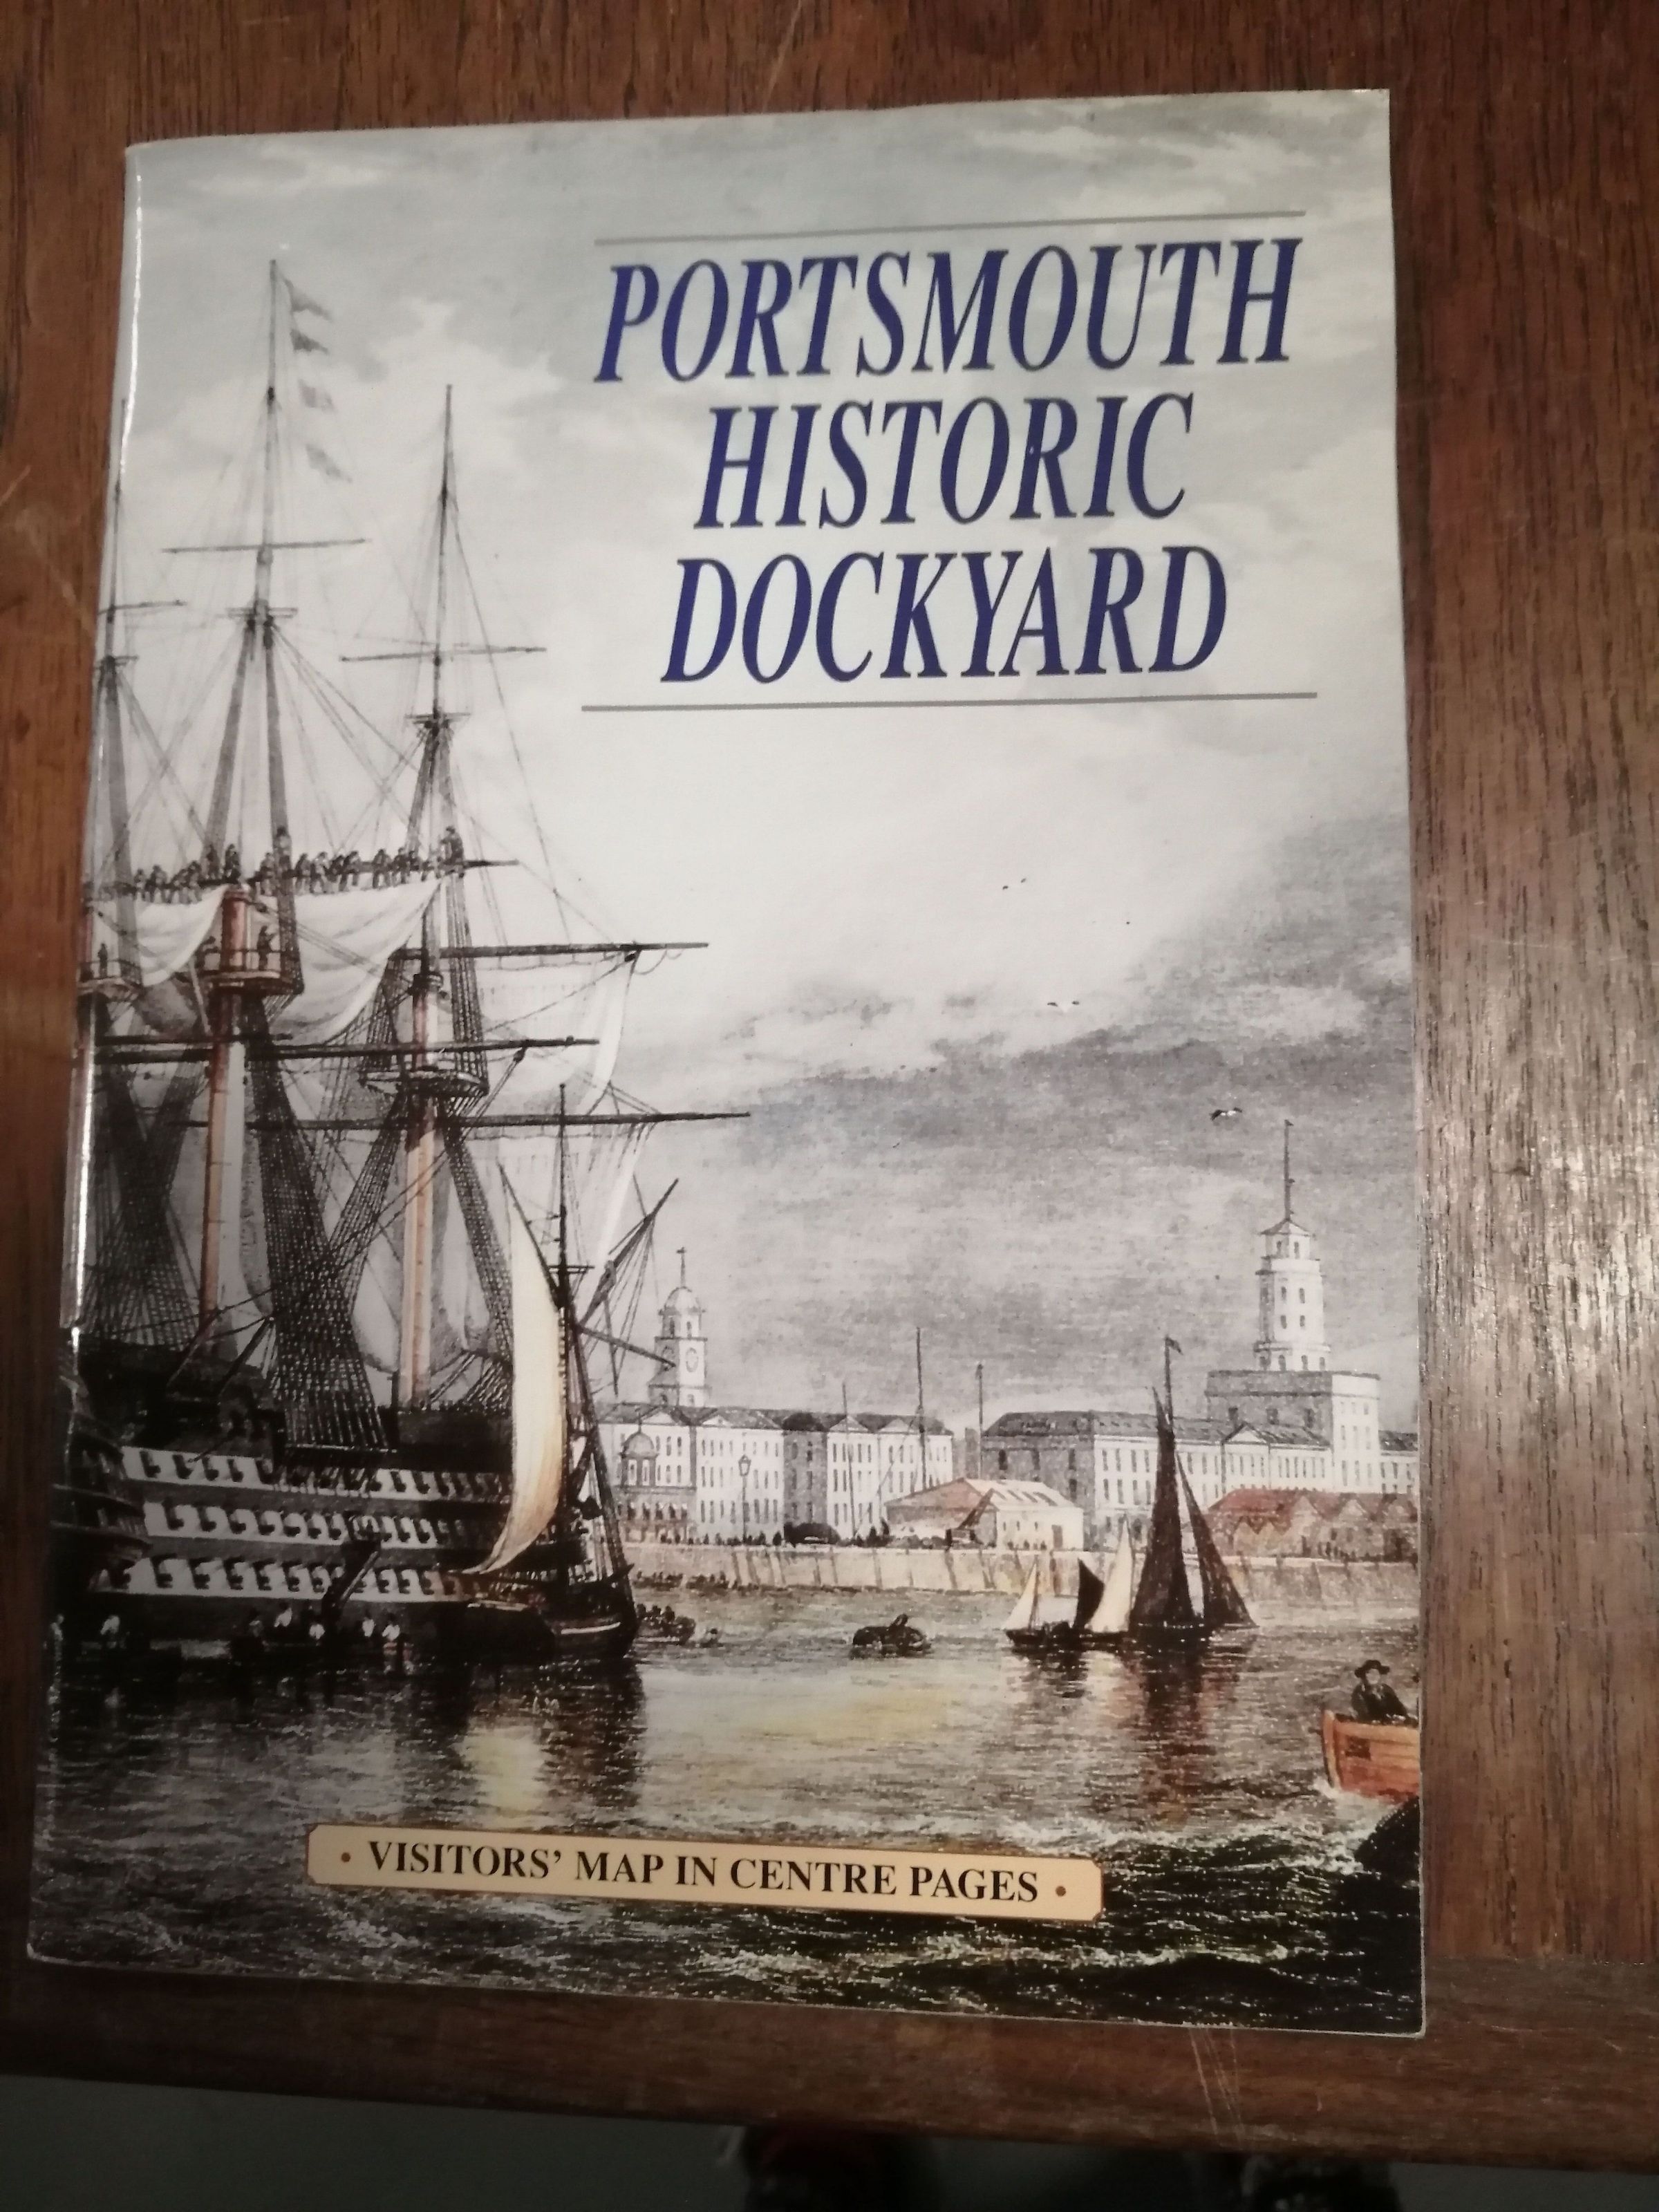 PORTSMOUTH
HISTORIC
DOCKYARD
• VISITORS' MAP IN CENTRE PAGES •